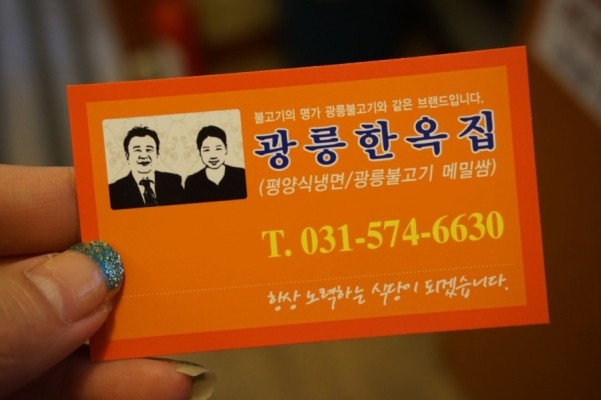 불고기의 명가 광릉불고기와 같은 브랜드입니다.
광릉한옥집
(평양식냉면/광릉불고기 메밀쌈)
T. 031-574-6630
항상 노력하는 식당이 되겠습니다.